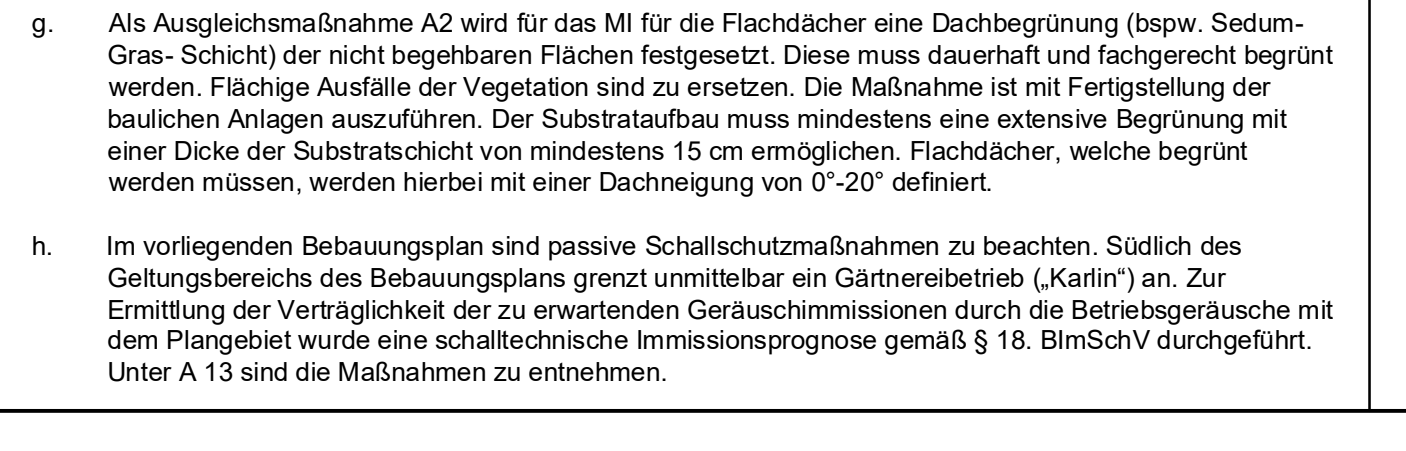 g. Als Ausgleichsmaßnahme A2 wird für das MI für die Flachdächer eine Dachbegrünung (bspw. Sedum-
Gras- Schicht) der nicht begehbaren Flächen festgesetzt. Diese muss dauerhaft und fachgerecht begrünt
werden. Flächige Ausfälle der Vegetation sind zu ersetzen. Die Maßnahme ist mit Fertigstellung der
baulichen Anlagen auszuführen. Der Substrataufbau muss mindestens eine extensive Begrünung mit
einer Dicke der Substratschicht von mindestens 15 cm ermöglichen. Flachdächer, welche begrünt
werden müssen, werden hierbei mit einer Dachneigung von 0°-20° definiert.
h. Im vorliegenden Bebauungsplan sind passive Schallschutzmaßnahmen zu beachten. Südlich des
Geltungsbereichs des Bebauungsplans grenzt unmittelbar ein Gärtnereibetrieb („Karlin“) an. Zur
Ermittlung der Verträglichkeit der zu erwartenden Geräuschimmissionen durch die Betriebsgeräusche mit
dem Plangebiet wurde eine schalltechnische Immissionsprognose gemäß § 18. BImSchV durchgeführt.
Unter A 13 sind die Maßnahmen zu entnehmen.